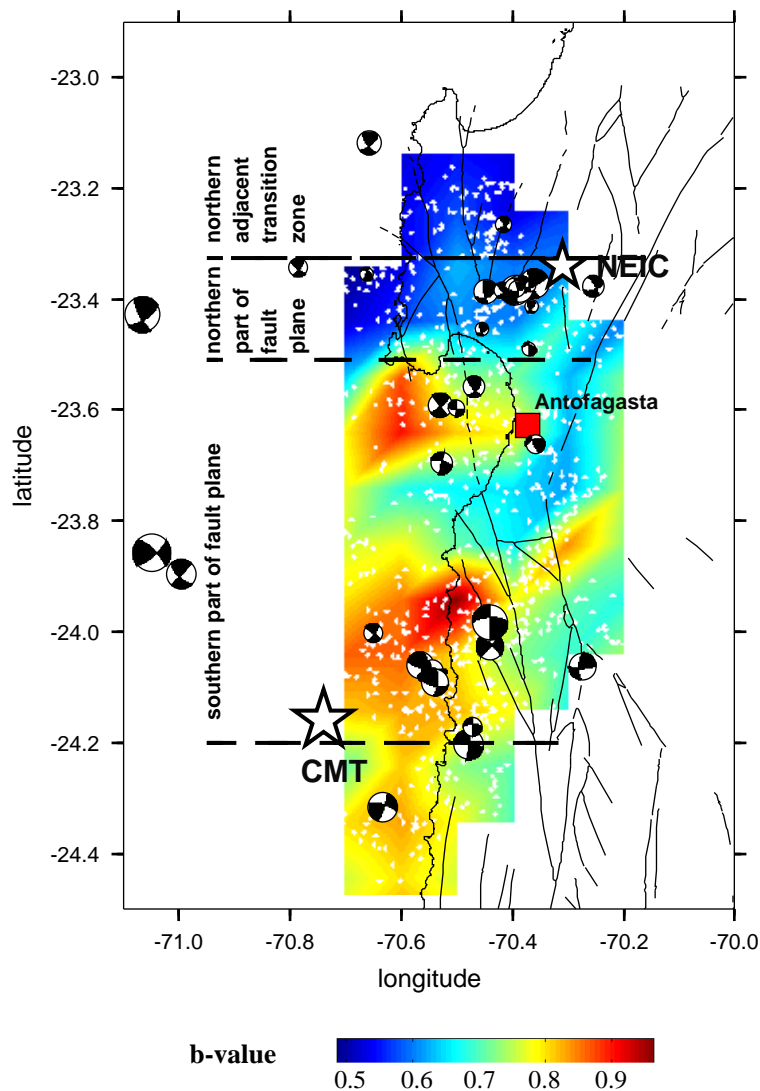 -23.0
-23.2
-23.4
-23.6
-23.8
-24.0
-24.2
-24.4
latitude
northern
adjacent
transition
zone
northern
part of
fault
plane
southern part of fault plane
NEIC
Antofagasta
CMT
-71.0
-70.8
-70.6
-70.4
-70.2
-70.0
longitude
b-value
0.5
0.6
0.7
0.8
0.9